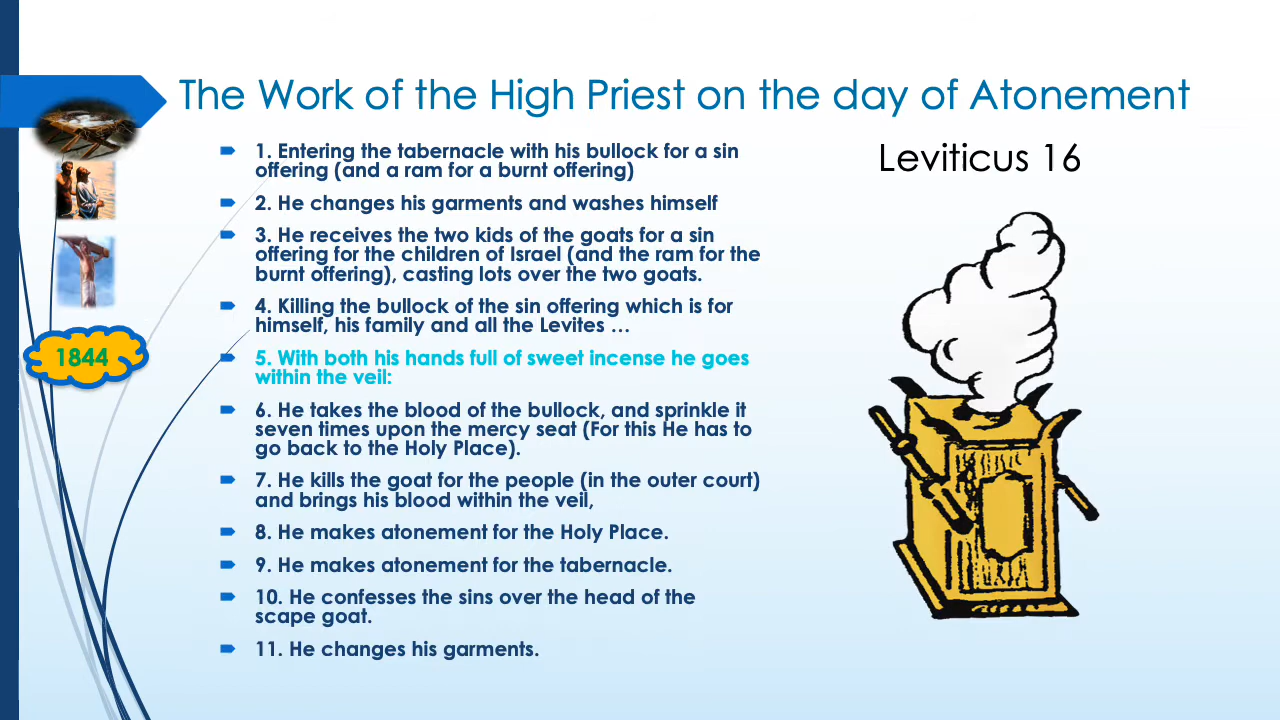 The Work of the High Priest on the day of Atonement
1. Entering the tabernacle with his bullock for a sin
offering (and a ram for a burnt offering)
2. He changes his garments and washes himself
3. He receives the two kids of the goats for a sin
offering for the children of Israel (and the ram for the
burnt offering), casting lots over the two goats.
4. Killing the bullock of the sin offering which is for
himself, his family and all the Levites …
5. With both his hands full of sweet incense he goes
within the veil:
6. He takes the blood of the bullock, and sprinkle it
seven times upon the mercy seat (For this He has to
go back to the Holy Place).
7. He kills the goat for the people (in the outer court)
and brings his blood within the veil,
8. He makes atonement for the Holy Place.
9. He makes atonement for the tabernacle.
10. He confesses the sins over the head of the
scape goat.
11. He changes his garments.
Leviticus 16
1844